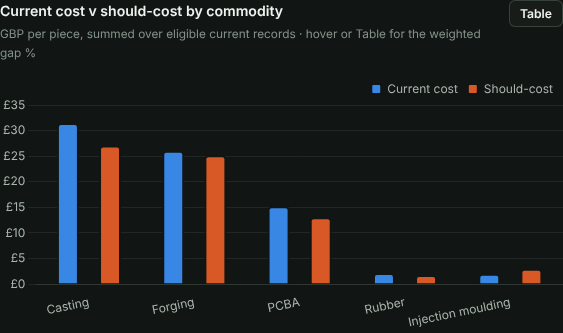 Current cost v should-cost by commodity
Table
GBP per piece, summed over eligible current records · hover or Table for the weighted
gap %
Current cost
Should-cost
£35
£30
£25
£20
£15
£10
£5
£0
Casting
Forging
PCBA
Rubber
Injection moulding